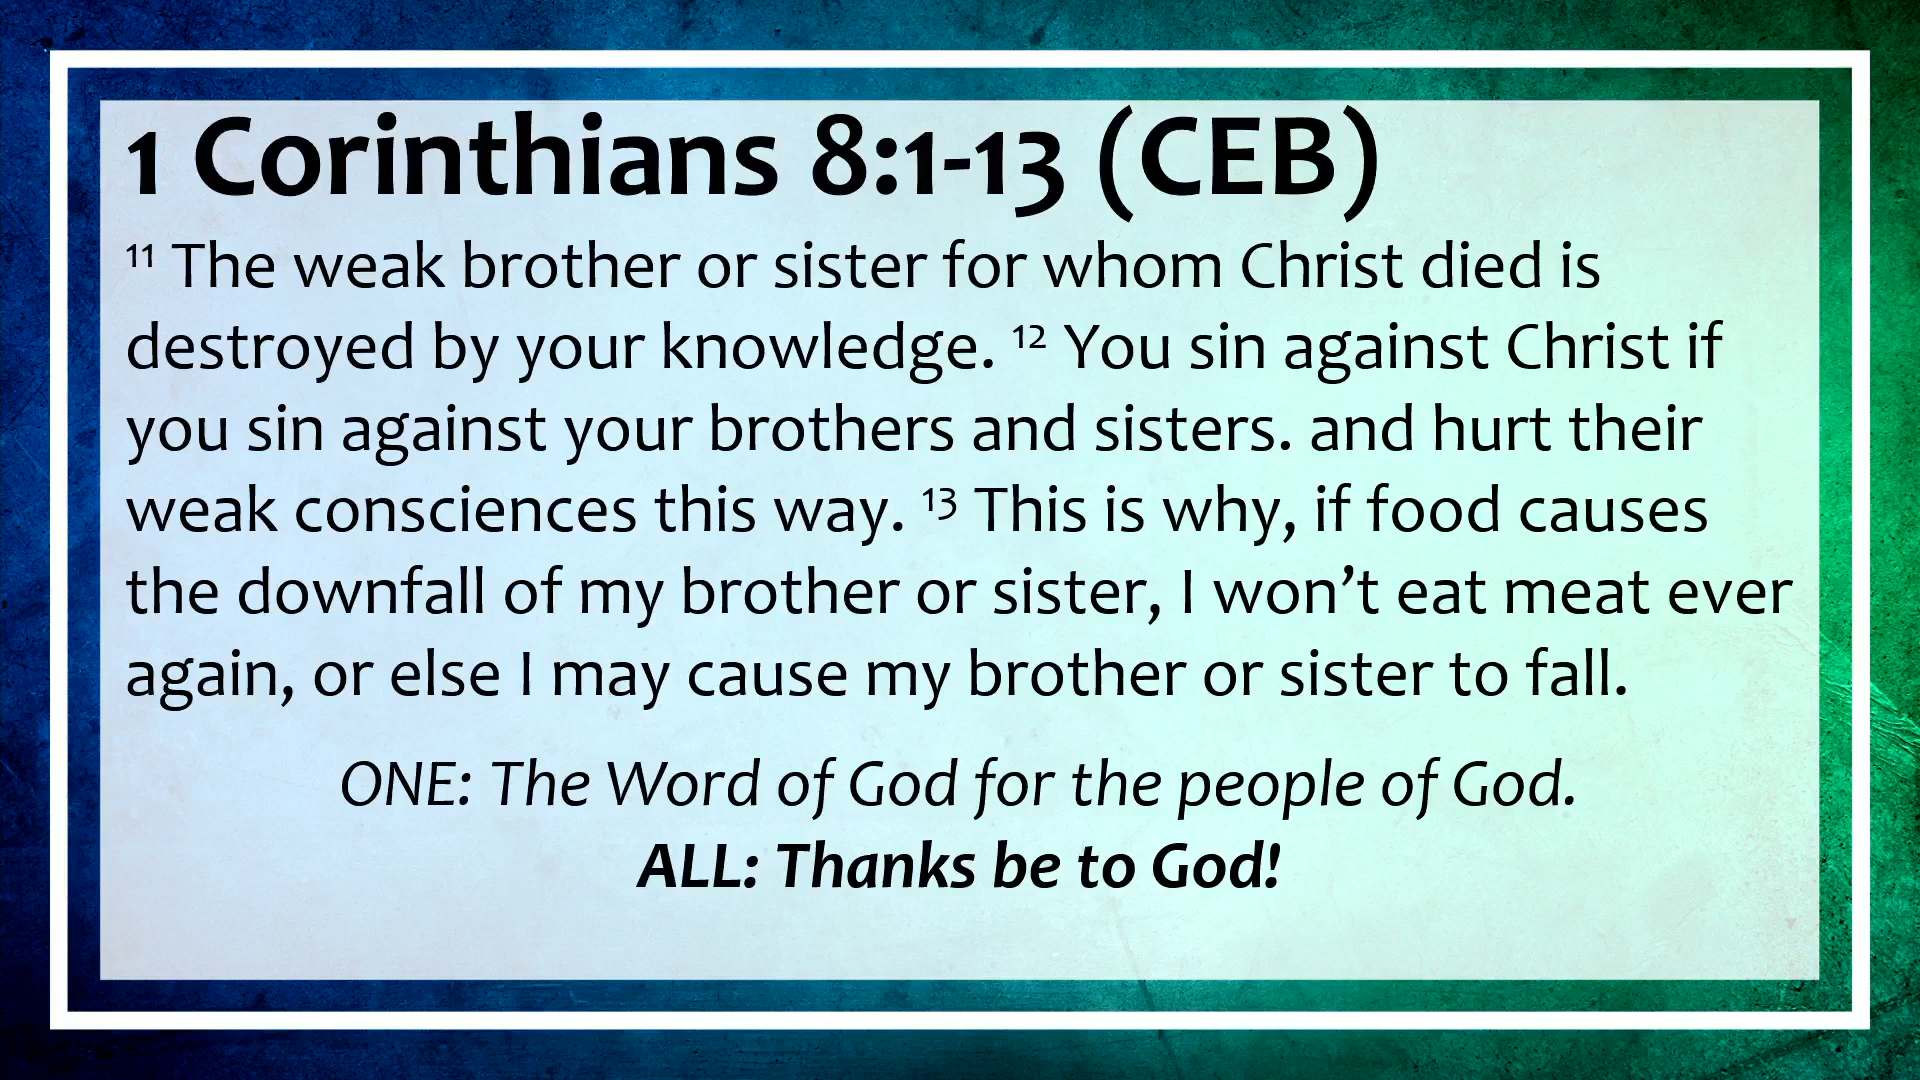 1 Corinthians 8:1-13 (CEB)
11 The weak brother or sister for whom Christ died is
destroyed by your knowledge. 12 You sin against Christ if
you sin against your brothers and sisters. and hurt their
weak consciences this way. 13 This is why, if food causes
the downfall of my brother or sister, I won’t eat meat ever
again, or else I may cause my brother or sister to fall.
ONE: The Word of God for the people of God.
ALL: Thanks be to God!